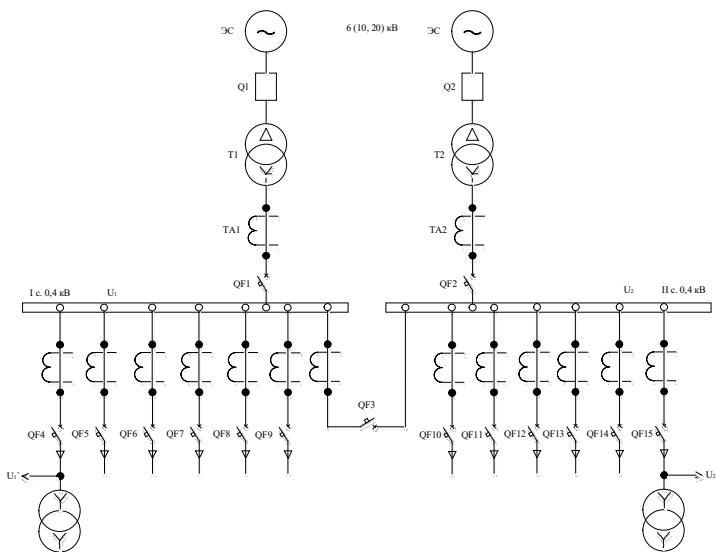 ЭС 6 (10, 20) кВ ЭС
Q1 Q2
T1 T2
TA1 TA2
QF1 QF2
I с. 0,4 кВ U₁ U₂ II с. 0,4 кВ
QF3
QF4 QF5 QF6 QF7 QF8 QF9 QF10 QF11 QF12 QF13 QF14 QF15
U₁` U₂